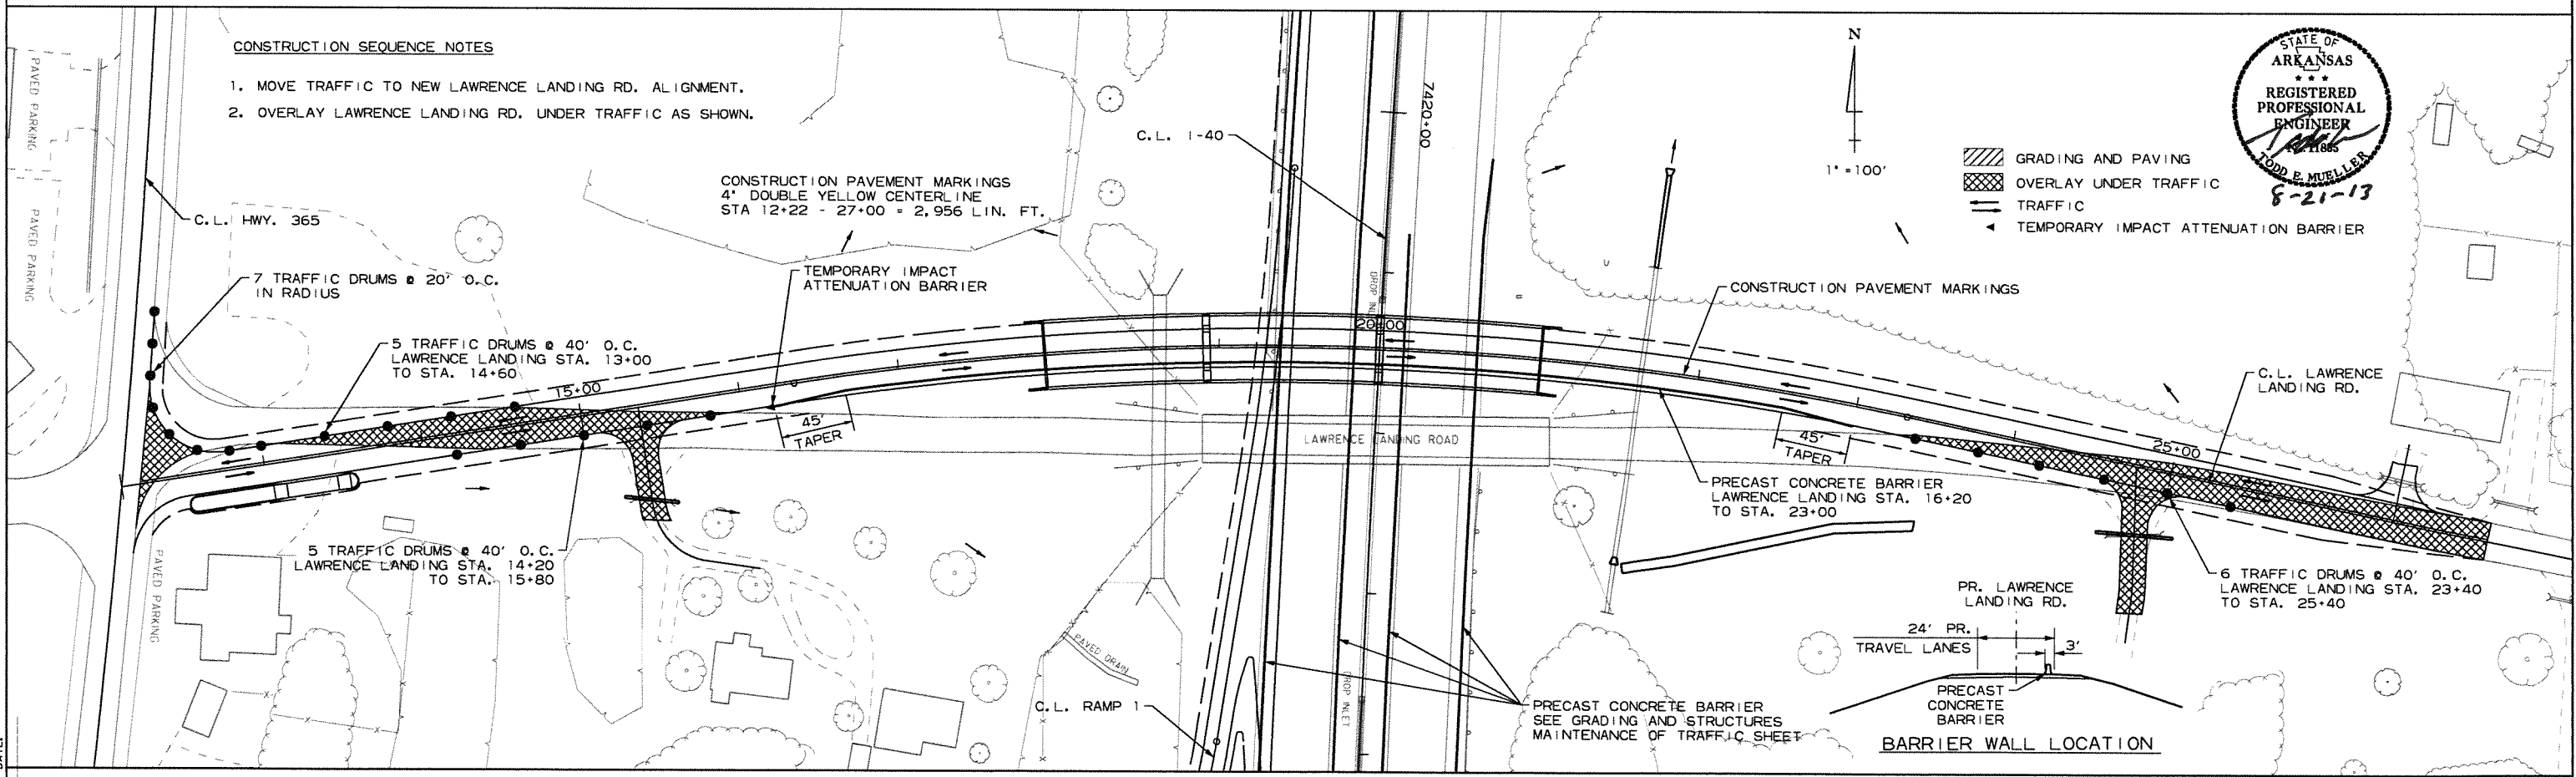 CONSTRUCTION SEQUENCE NOTES
1. MOVE TRAFFIC TO NEW LAWRENCE LANDING RD. ALIGNMENT.
2. OVERLAY LAWRENCE LANDING RD. UNDER TRAFFIC AS SHOWN.
PAVED PARKING
PAVED PARKING
PAVED PARKING
C.L. HWY. 365
7 TRAFFIC DRUMS @ 20' O.C.
IN RADIUS
5 TRAFFIC DRUMS @ 40' O.C.
LAWRENCE LANDING STA. 13+00
TO STA. 14+60
15+00
5 TRAFFIC DRUMS @ 40' O.C.
LAWRENCE LANDING STA. 14+20
TO STA. 15+80
CONSTRUCTION PAVEMENT MARKINGS
4" DOUBLE YELLOW CENTERLINE
STA 12+22 - 27+00 = 2,956 LIN. FT.
TEMPORARY IMPACT
ATTENUATION BARRIER
45'
TAPER
C.L. I-40
7420+00
DROP INLET
20+00
LAWRENCE LANDING ROAD
PAVED DRAIN
C.L. RAMP 1
DROP INLET
PRECAST CONCRETE BARRIER
SEE GRADING AND STRUCTURES
MAINTENANCE OF TRAFFIC SHEET
N
1" = 100'
GRADING AND PAVING
OVERLAY UNDER TRAFFIC
TRAFFIC
TEMPORARY IMPACT ATTENUATION BARRIER
STATE OF
ARKANSAS
* * *
REGISTERED
PROFESSIONAL
ENGINEER
No. 11885
TODD E. MUELLER
8-21-13
CONSTRUCTION PAVEMENT MARKINGS
C.L. LAWRENCE
LANDING RD.
25+00
45'
TAPER
PRECAST CONCRETE BARRIER
LAWRENCE LANDING STA. 16+20
TO STA. 23+00
6 TRAFFIC DRUMS @ 40' O.C.
LAWRENCE LANDING STA. 23+40
TO STA. 25+40
PR. LAWRENCE
LANDING RD.
24' PR.
TRAVEL LANES
3'
PRECAST
CONCRETE
BARRIER
BARRIER WALL LOCATION